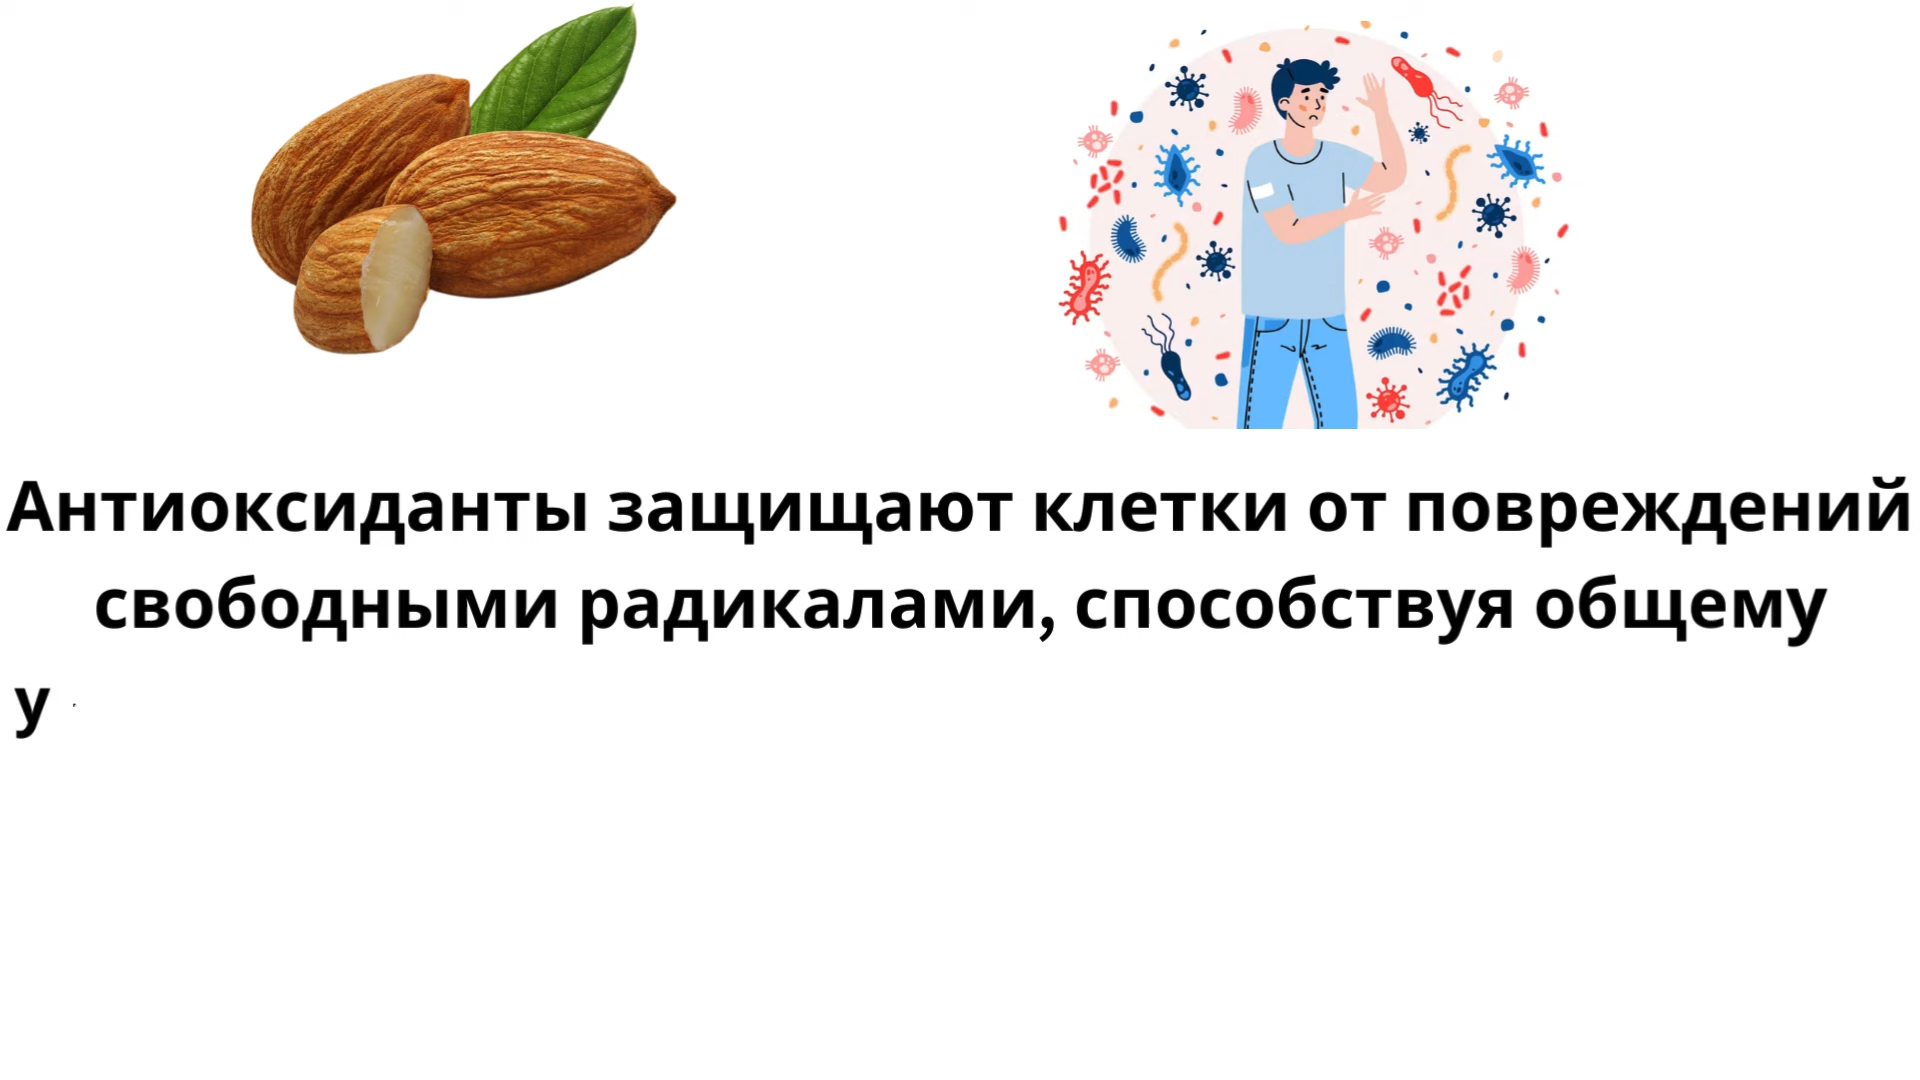 Антиоксиданты защищают клетки от повреждений
свободными радикалами, способствуя общему
у